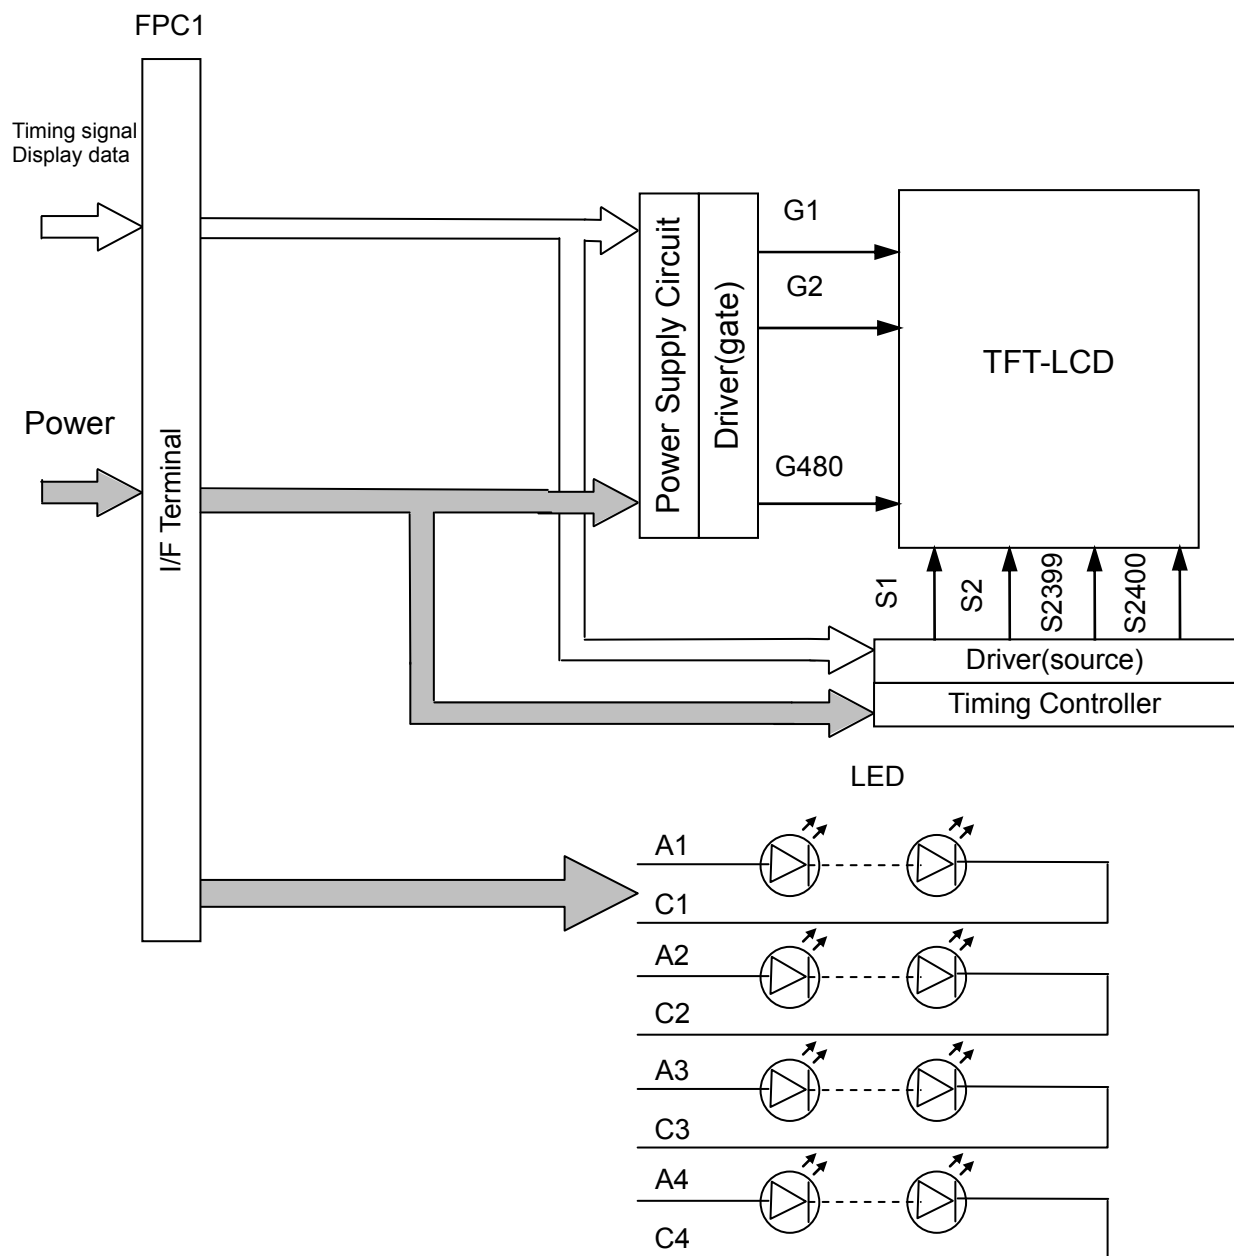 FPC1
Timing signal
Display data
Power
I/F Terminal
Power Supply Circuit
Driver(gate)
G1
G2
G480
TFT-LCD
S1
S2
S2399
S2400
Driver(source)
Timing Controller
LED
A1
C1
A2
C2
A3
C3
A4
C4